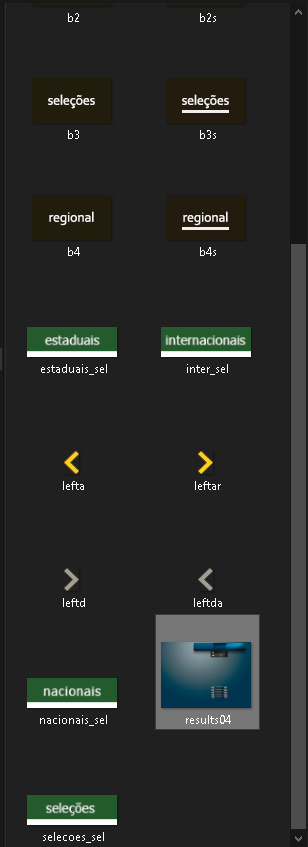 b2
b2s
seleções
seleções
b3
b3s
regional
regional
b4
b4s
estaduais
internacionais
estaduais_sel
inter_sel
lefta
leftar
leftd
leftda
nacionais
nacionais_sel
results04
seleções
selecoes_sel